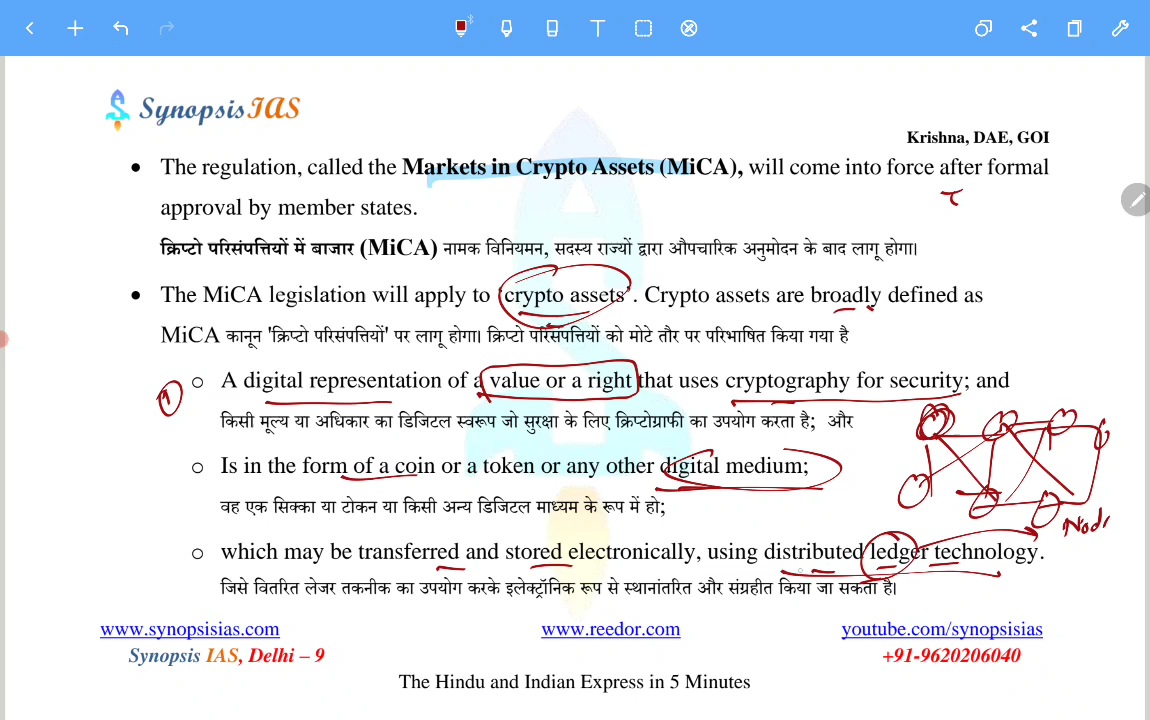 Synopsis IAS
Krishna, DAE, GOI
• The regulation, called the Markets in Crypto Assets (MiCA), will come into force after formal
approval by member states.
क्रिप्टो परिसंपत्तियों में बाजार (MiCA) नामक विनियमन, सदस्य राज्यों द्वारा औपचारिक अनुमोदन के बाद लागू होगा।
• The MiCA legislation will apply to ‘crypto assets’. Crypto assets are broadly defined as
MiCA कानून 'क्रिप्टो परिसंपत्तियों' पर लागू होगा। क्रिप्टो परिसंपत्तियों को मोटे तौर पर परिभाषित किया गया है
o A digital representation of a value or a right that uses cryptography for security; and
किसी मूल्य या अधिकार का डिजिटल स्वरूप जो सुरक्षा के लिए क्रिप्टोग्राफी का उपयोग करता है; और
o Is in the form of a coin or a token or any other digital medium;
वह एक सिक्का या टोकन या किसी अन्य डिजिटल माध्यम के रूप में हो;
Node
o which may be transferred and stored electronically, using distributed ledger technology.
जिसे वितरित लेजर तकनीक का उपयोग करके इलेक्ट्रॉनिक रूप से स्थानांतरित और संग्रहीत किया जा सकता है।
www.synopsisias.com www.reedor.com youtube.com/synopsisias
Synopsis IAS, Delhi – 9 +91-9620206040
The Hindu and Indian Express in 5 Minutes